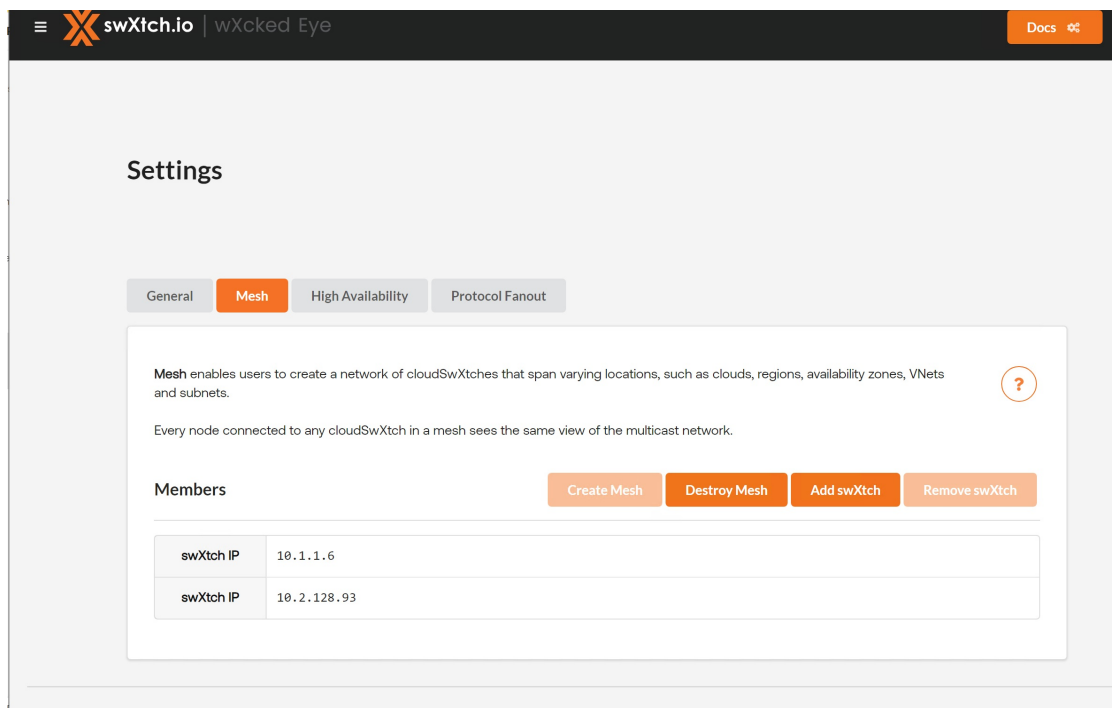 swXtch.io | wXcked Eye
Docs
Settings
General
Mesh
High Availability
Protocol Fanout
Mesh enables users to create a network of cloudSwXtches that span varying locations, such as clouds, regions, availability zones, VNets
and subnets.
?
Every node connected to any cloudSwXtch in a mesh sees the same view of the multicast network.
Members
Create Mesh
Destroy Mesh
Add swXtch
Remove swXtch
swXtch IP 10.1.1.6
swXtch IP 10.2.128.93